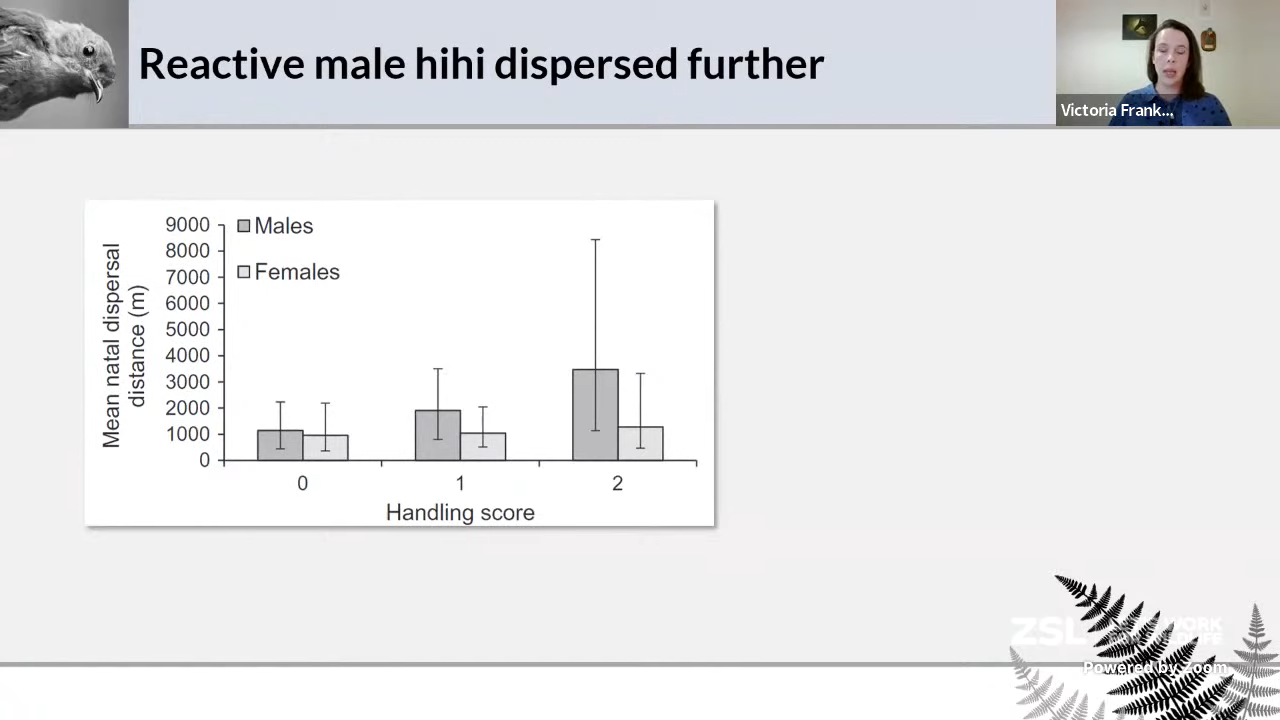 Reactive male hihi dispersed further
Victoria Frank...
Mean natal dispersal
distance (m)
9000
8000
7000
6000
5000
4000
3000
2000
1000
0
Males
Females
0 1 2
Handling score
ZSL
Powered by Zoom